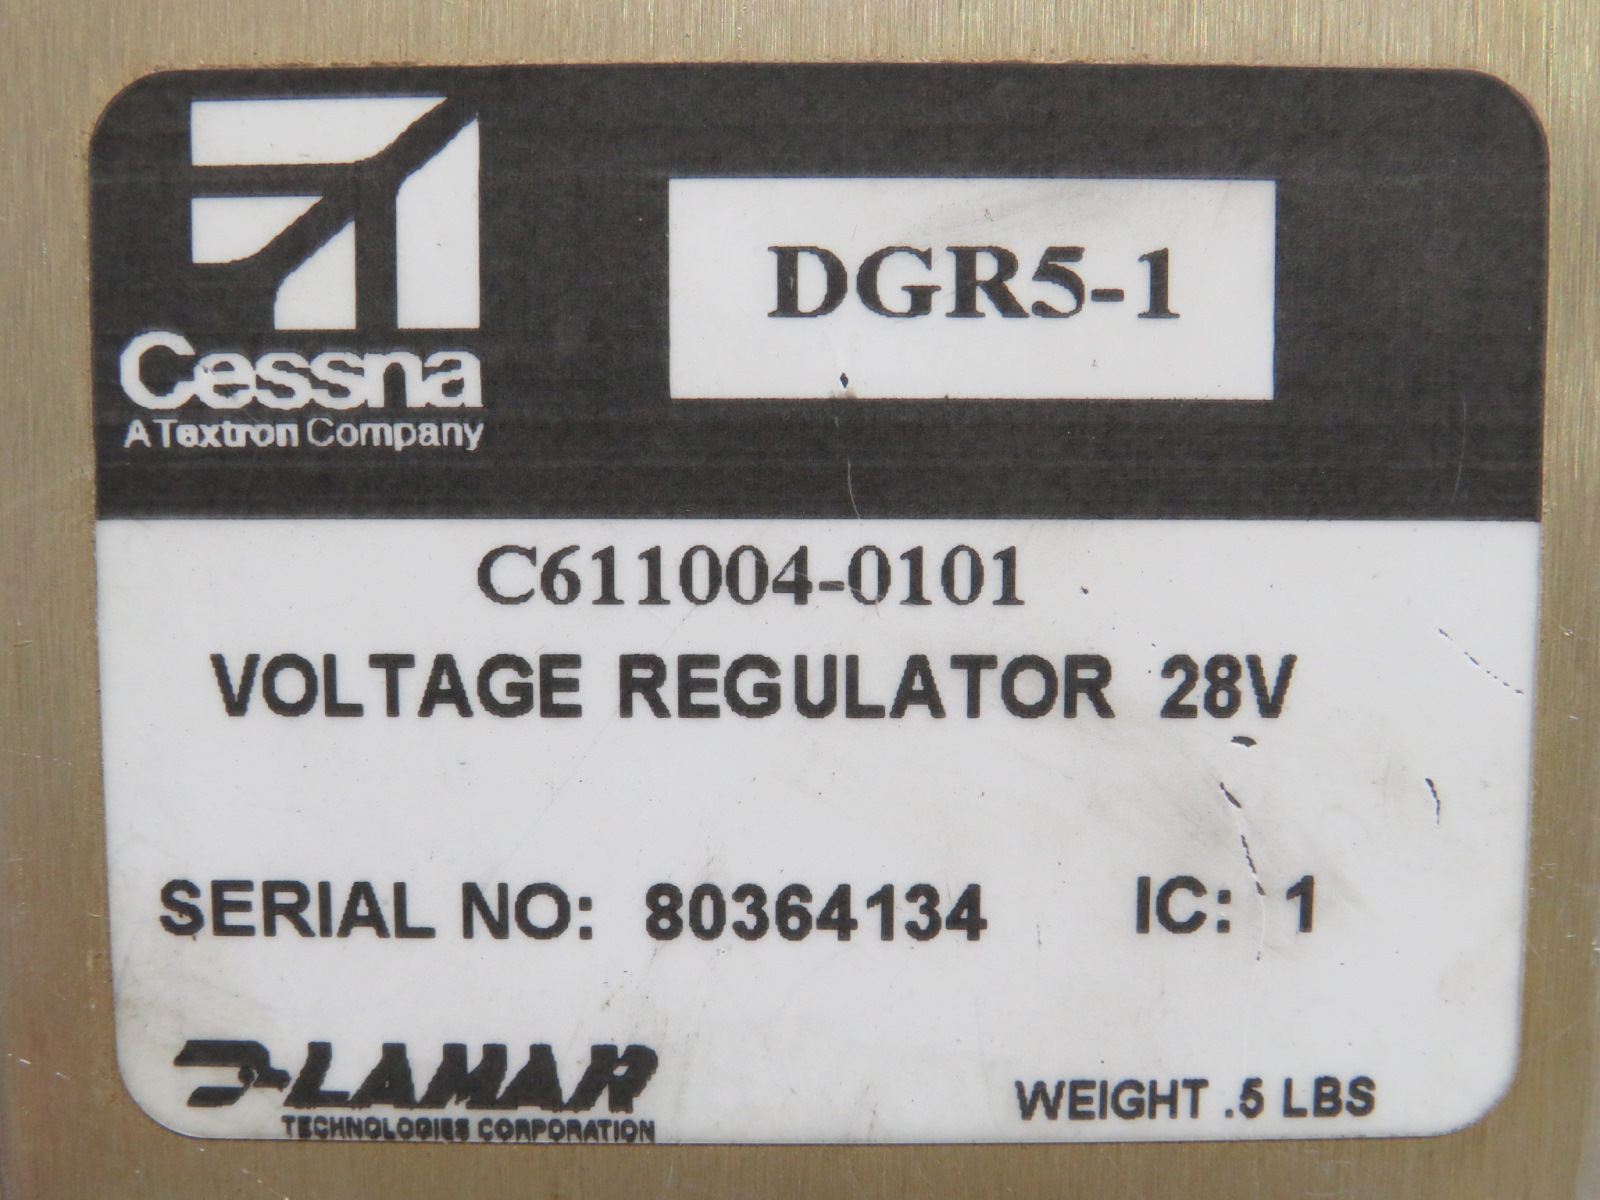 DGR5-1
Cessna
A Textron Company
C611004-0101
VOLTAGE REGULATOR 28V
SERIAL NO: 80364134 IC: 1
LAMAR
TECHNOLOGIES CORPORATION
WEIGHT .5 LBS